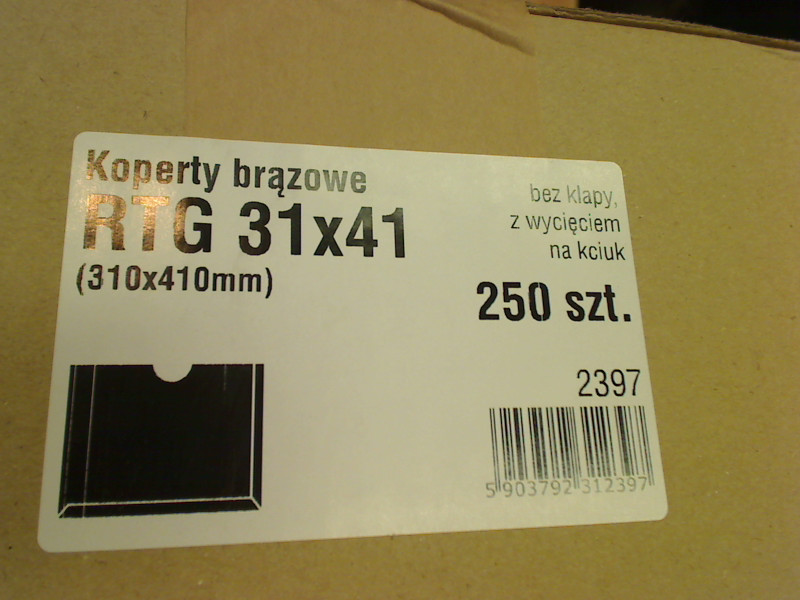 Koperty brązowe
RTG 31x41
(310x410mm)
bez klapy,
z wycięciem
na kciuk
250 szt.
2397
5 903792 312397